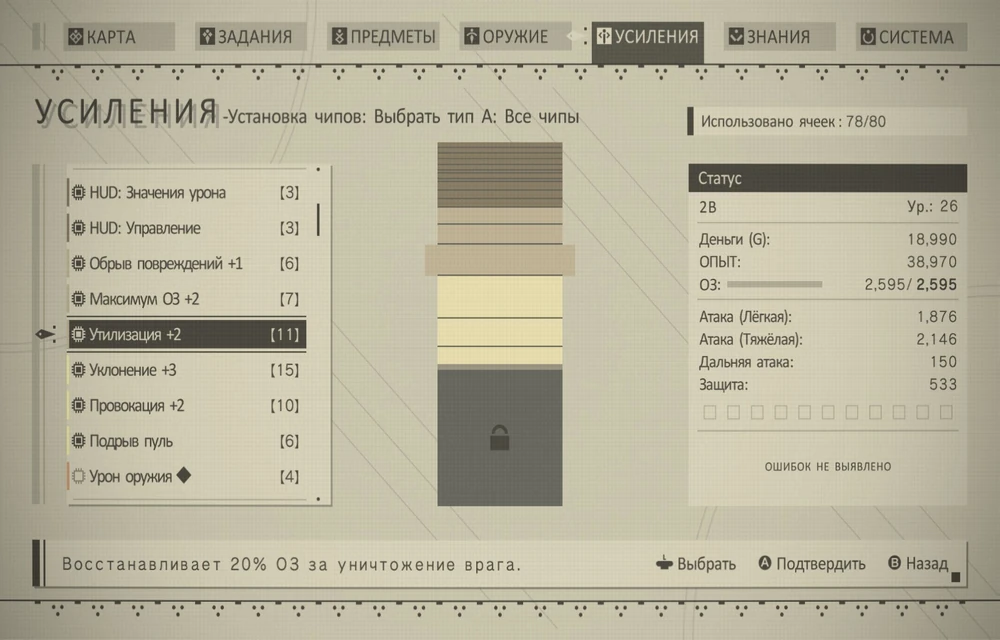 КАРТА
ЗАДАНИЯ
ПРЕДМЕТЫ
ОРУЖИЕ
УСИЛЕНИЯ
ЗНАНИЯ
СИСТЕМА
УСИЛЕНИЯ -Установка чипов: Выбрать тип A: Все чипы
Использовано ячеек : 78/80
HUD: Значения урона [3]
HUD: Управление [3]
Обрыв повреждений +1 [6]
Максимум ОЗ +2 [7]
Утилизация +2 [11]
Уклонение +3 [15]
Провокация +2 [10]
Подрыв пуль [6]
Урон оружия ◆ [4]
Статус
2B Ур.: 26
Деньги (G): 18,990
ОПЫТ: 38,970
ОЗ: 2,595/ 2,595
Атака (Лёгкая): 1,876
Атака (Тяжёлая): 2,146
Дальняя атака: 150
Защита: 533
ОШИБОК НЕ ВЫЯВЛЕНО
Восстанавливает 20% ОЗ за уничтожение врага.
Выбрать A Подтвердить B Назад